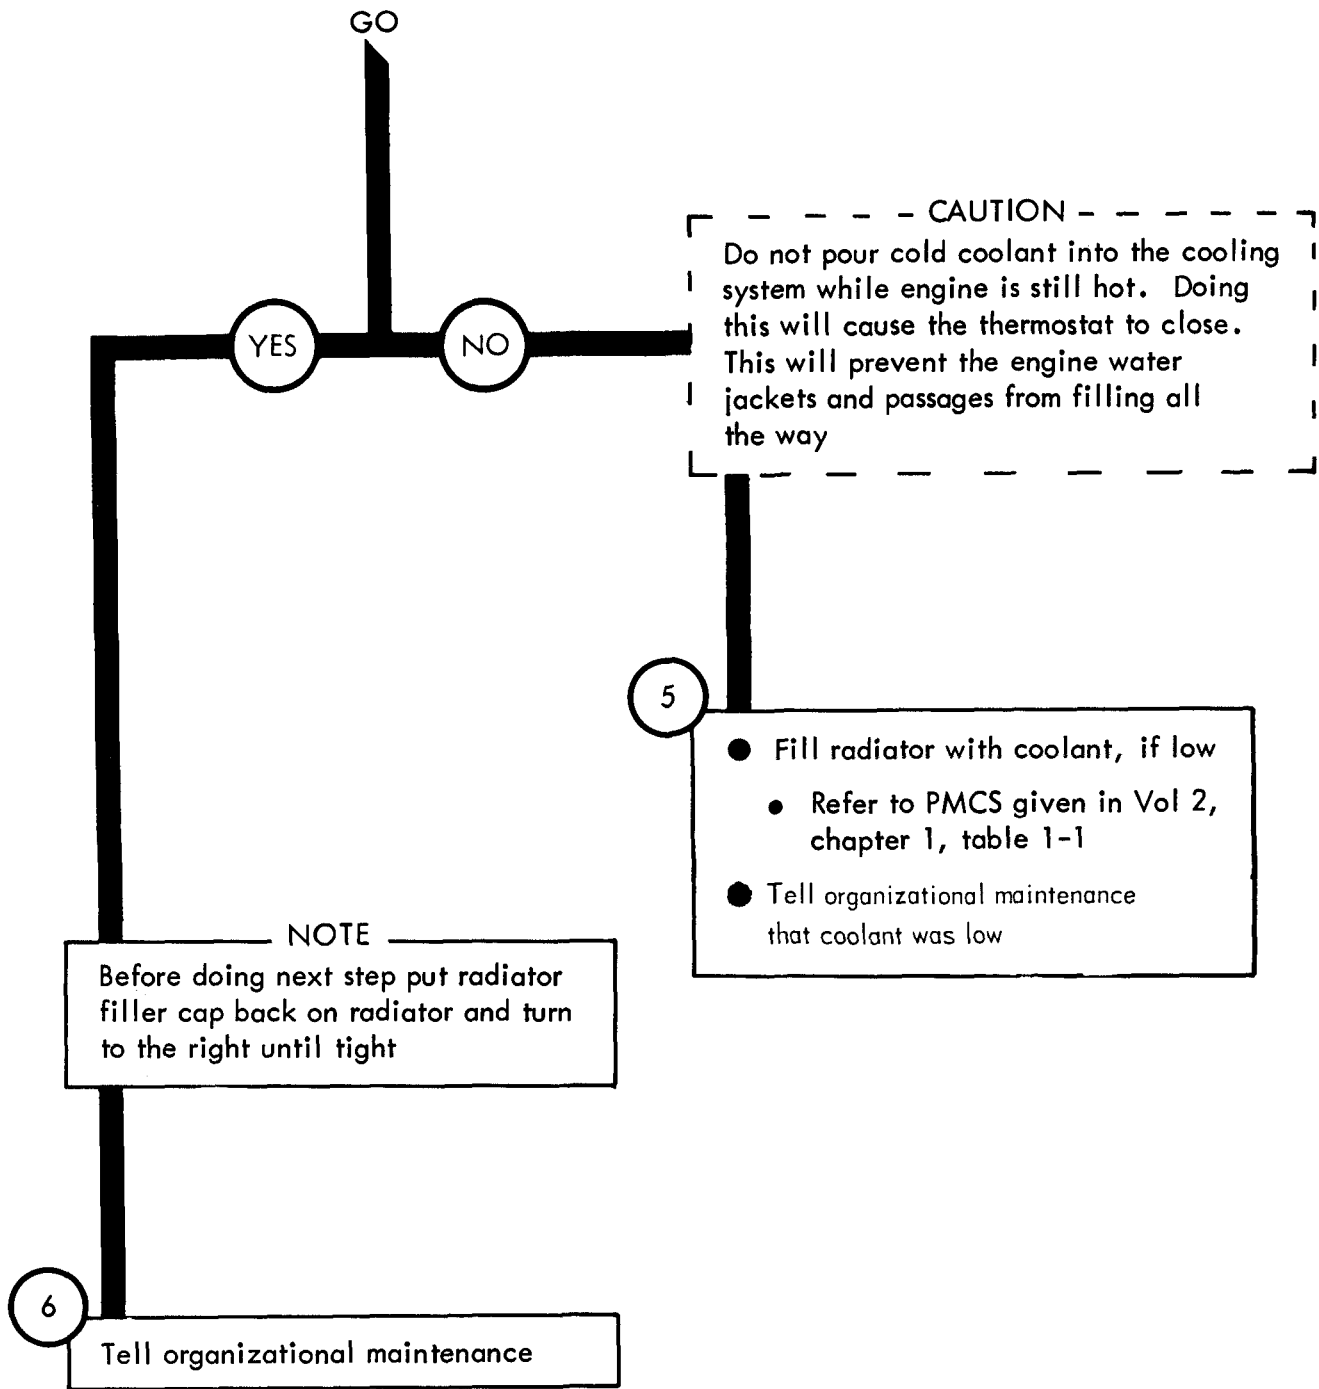 GO
YES
NO
CAUTION
Do not pour cold coolant into the cooling
system while engine is still hot. Doing
this will cause the thermostat to close.
This will prevent the engine water
jackets and passages from filling all
the way
5
● Fill radiator with coolant, if low
● Refer to PMCS given in Vol 2,
chapter 1, table 1-1
● Tell organizational maintenance
that coolant was low
NOTE
Before doing next step put radiator
filler cap back on radiator and turn
to the right until tight
6
Tell organizational maintenance